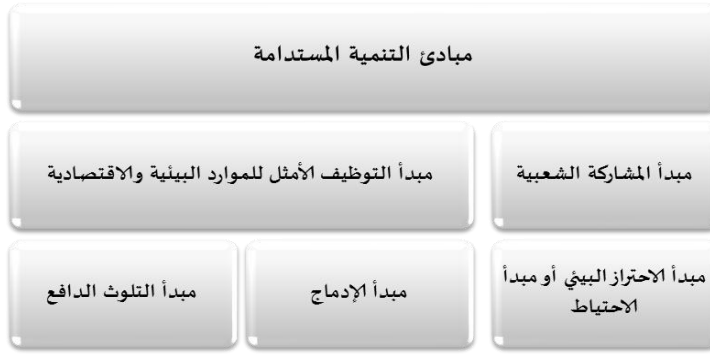 مبادئ التنمية المستدامة
مبدأ المشاركة الشعبية
مبدأ التوظيف الأمثل للموارد البيئية والاقتصادية
مبدأ الاحتراز البيئي أو مبدأ
الاحتياط
مبدأ الإدماج
مبدأ التلوث الدافع